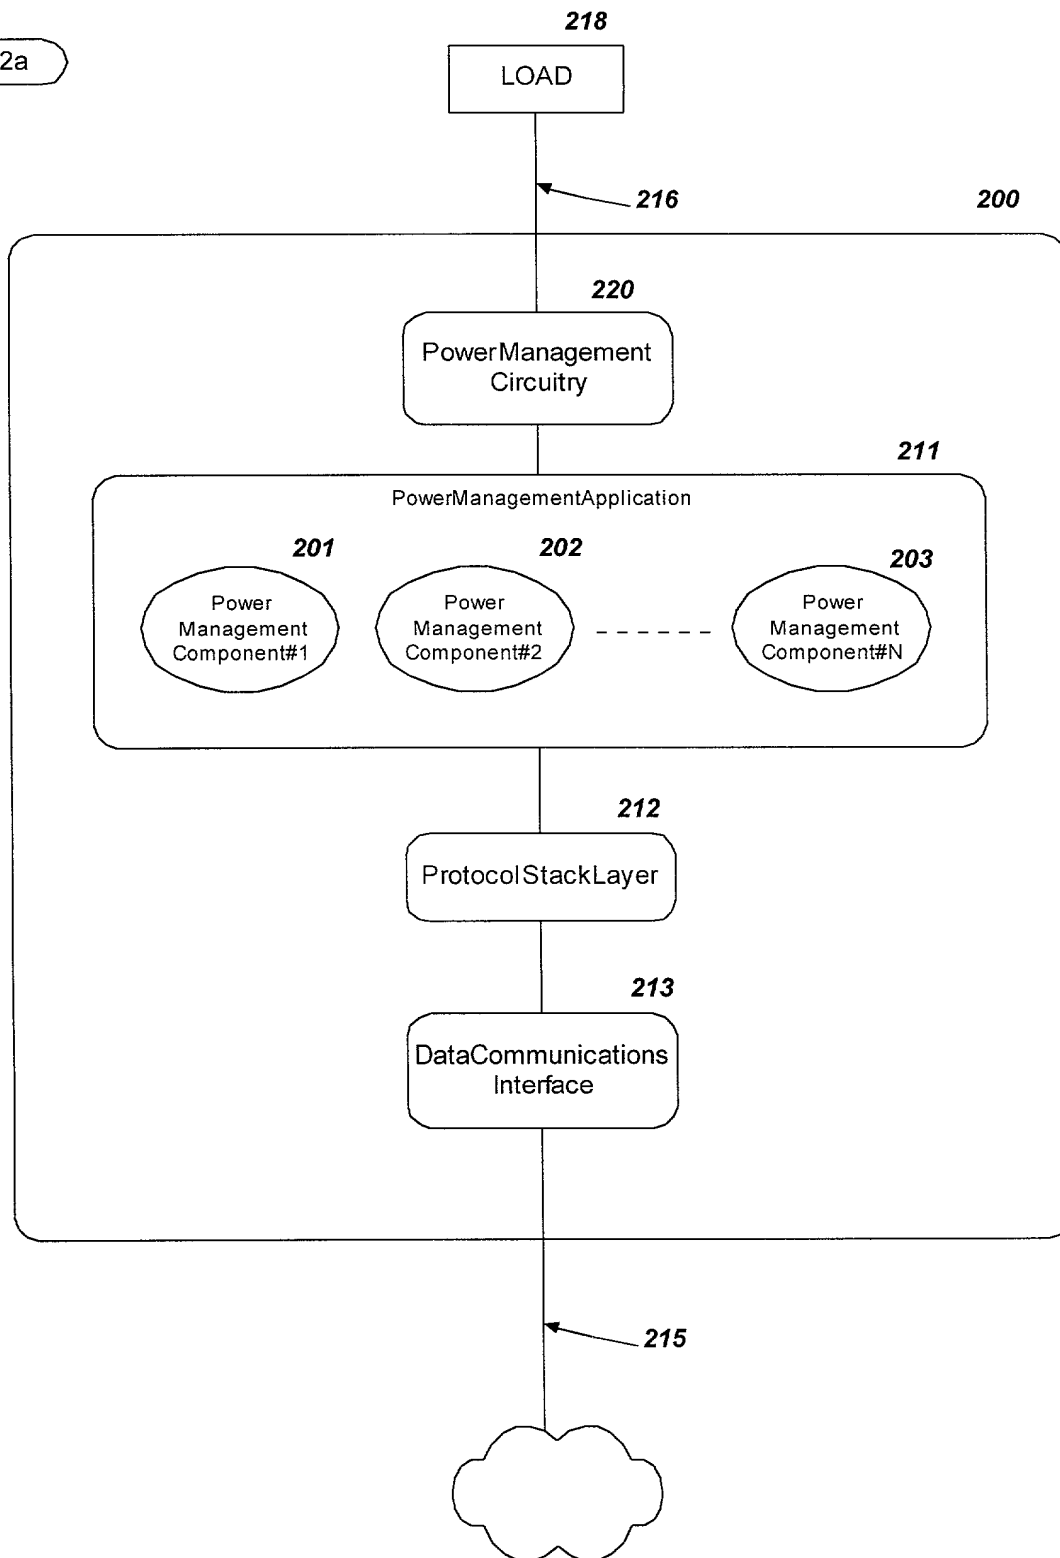 218
2a
LOAD
216
200
220
PowerManagement
Circuitry
211
PowerManagementApplication
201
202
203
Power
Management
Component#1
Power
Management
Component#2
Power
Management
Component#N
212
ProtocolStackLayer
213
DataCommunications
Interface
215